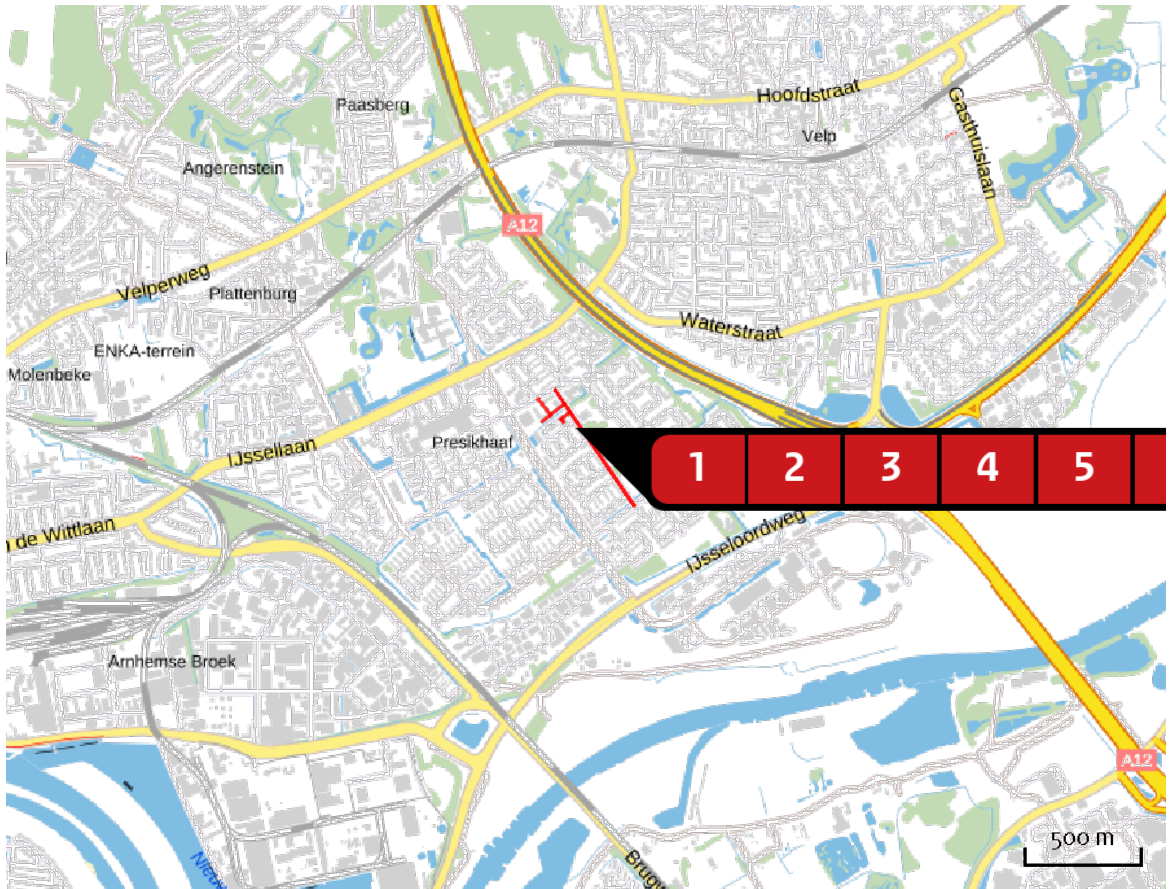 Hoofdstraat
Paasberg
Velp
Gasthuislaan
Angerenstein
A12
Velperweg
Plattenburg
Waterstraat
ENKA-terrein
Molenbeke
IJssellaan
Presikhaaf
1 2 3 4 5
de Wittlaan
IJsseloordweg
Arnhemse Broek
A12
500 m